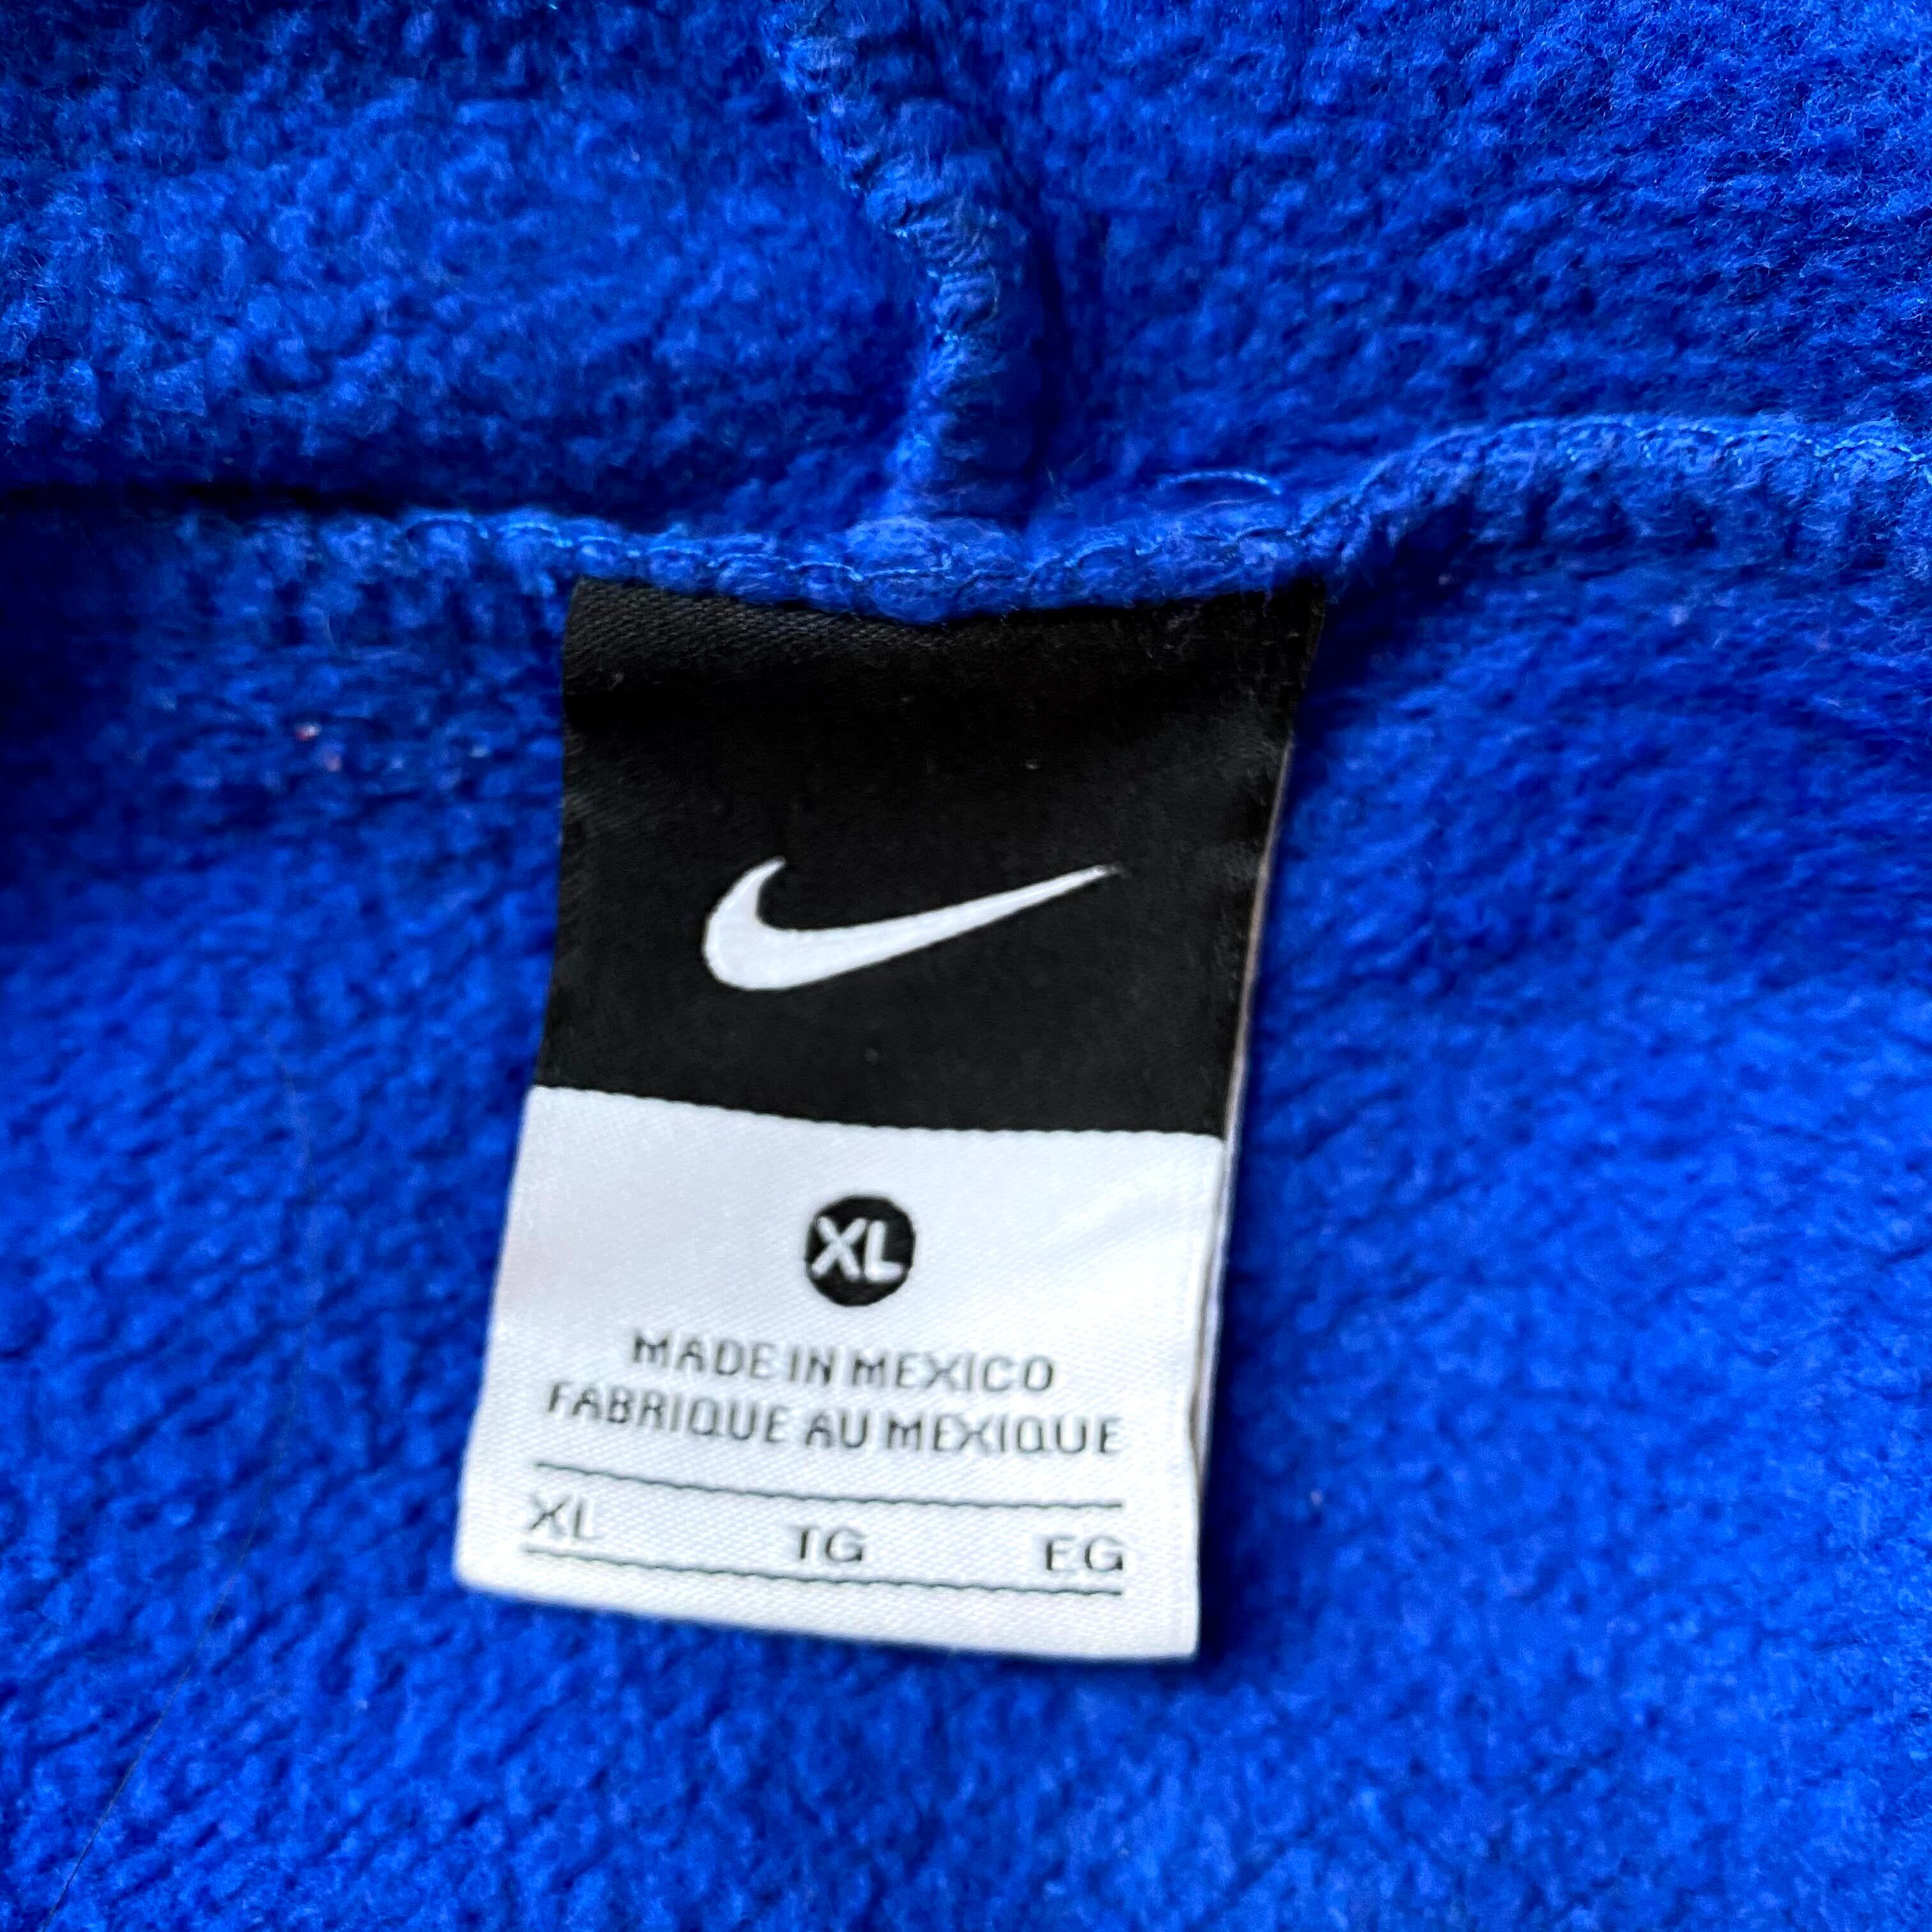 XL
MADE IN MEXICO
FABRIQUE AU MEXIQUE
XL TG EG